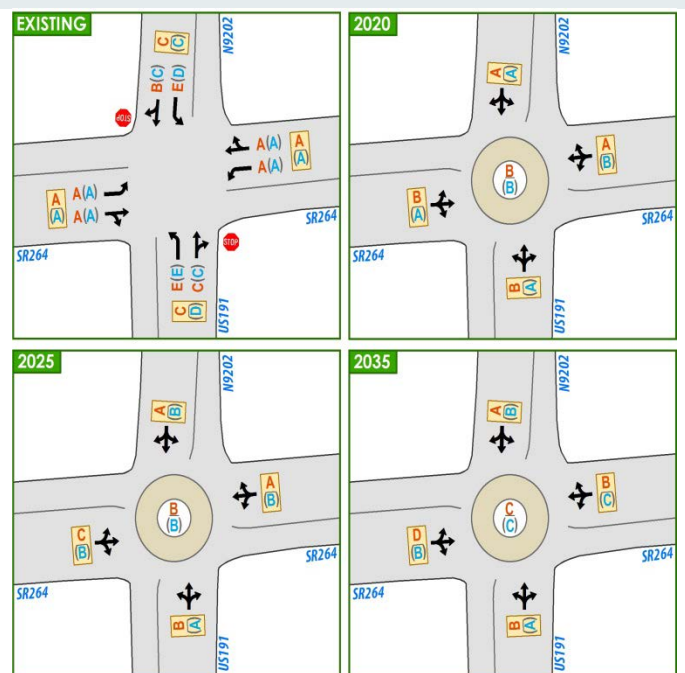 EXISTING
N9202
C
(C)
B(C)
E(D)
STOP
A(A)
A(A)
A
(A)
A
(A)
A(A)
A(A)
SR264
SR264
STOP
E(E)
C(C)
C
(D)
US191
2020
N9202
A
(A)
A
(B)
B
(B)
B
(A)
SR264
SR264
B
(A)
US191
2025
N9202
A
(B)
A
(B)
B
(B)
C
(B)
SR264
SR264
B
(A)
US191
2035
N9202
A
(B)
B
(C)
C
(C)
D
(B)
SR264
SR264
B
(A)
US191